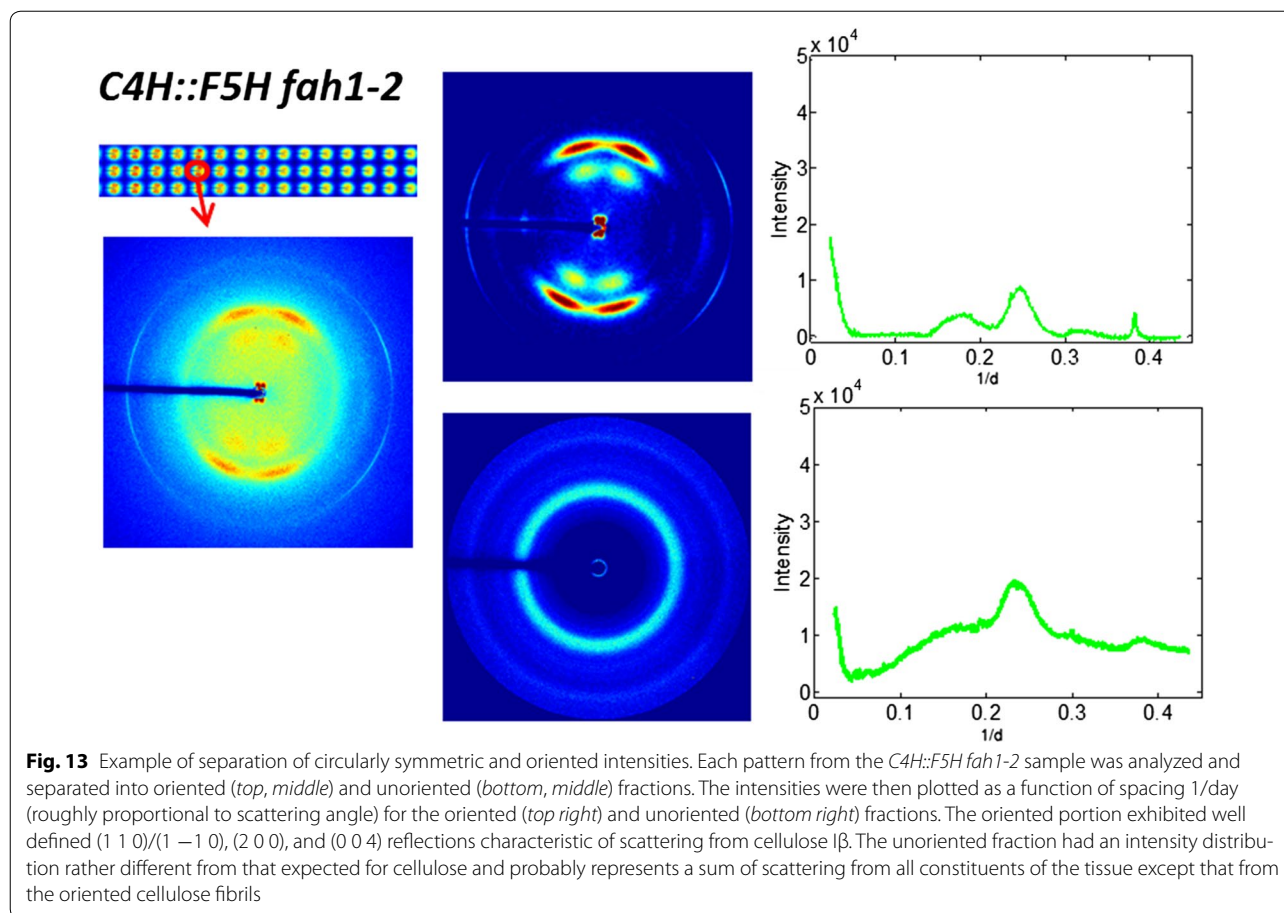 C4H::F5H fah1-2
5 x 10⁴
4
3
2
1
0
Intensity
0 0.1 0.2 0.3 0.4
1/d
5 x 10⁴
4
3
2
1
0
Intensity
0 0.1 0.2 0.3 0.4
1/d
Fig. 13 Example of separation of circularly symmetric and oriented intensities. Each pattern from the C4H::F5H fah1-2 sample was analyzed and
separated into oriented (top, middle) and unoriented (bottom, middle) fractions. The intensities were then plotted as a function of spacing 1/day
(roughly proportional to scattering angle) for the oriented (top right) and unoriented (bottom right) fractions. The oriented portion exhibited well
defined (1 1 0)/(1 −1 0), (2 0 0), and (0 0 4) reflections characteristic of scattering from cellulose Iβ. The unoriented fraction had an intensity distribu-
tion rather different from that expected for cellulose and probably represents a sum of scattering from all constituents of the tissue except that from
the oriented cellulose fibrils